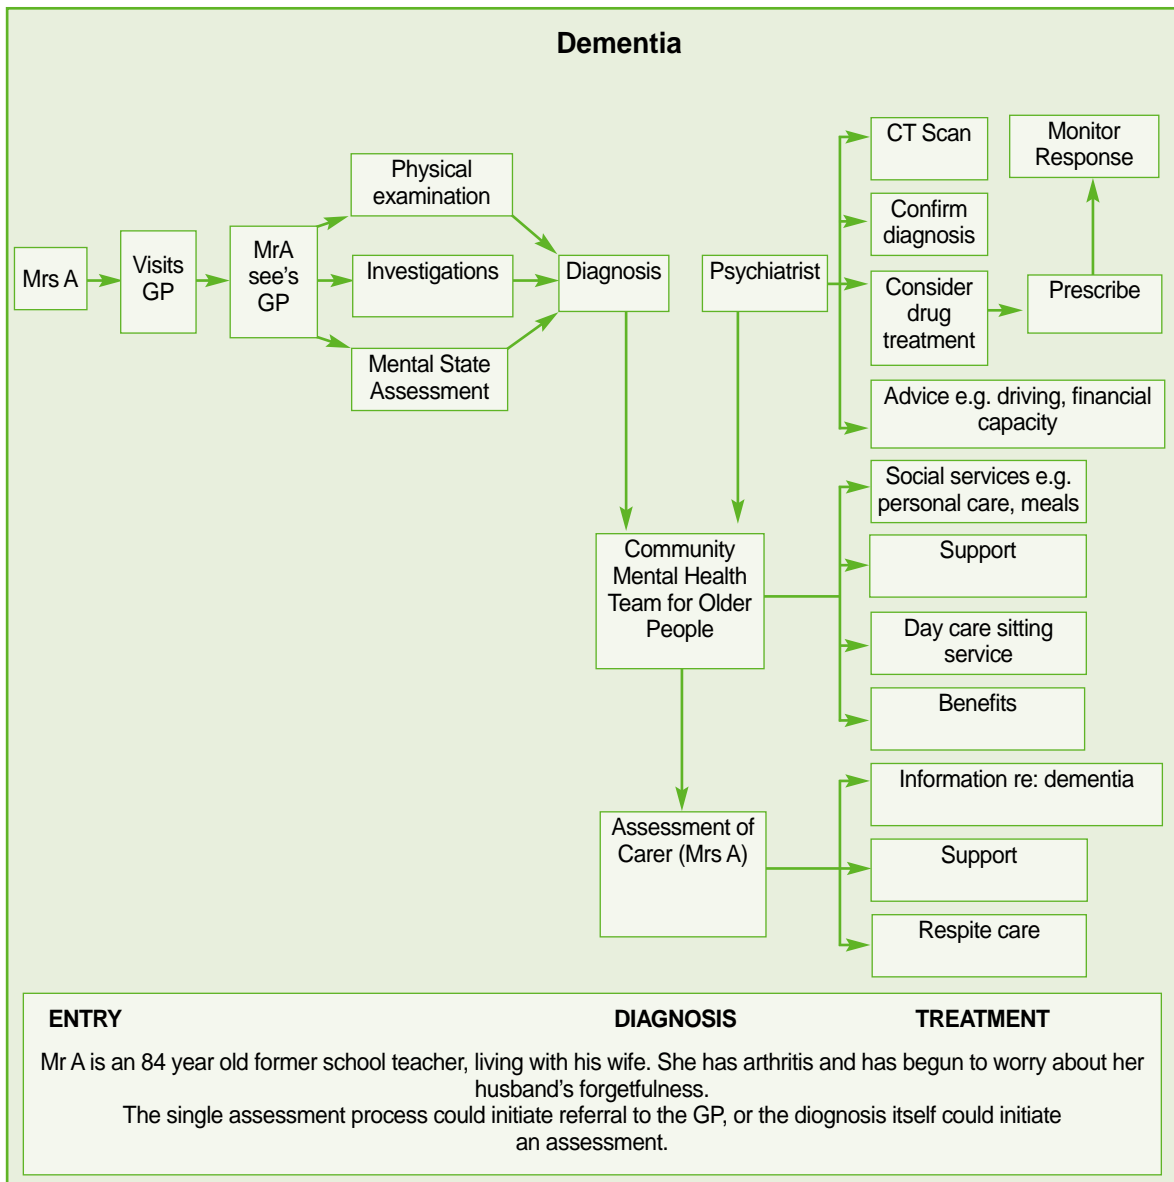 Dementia
Mrs A
Visits
GP
MrA
see's
GP
Physical
examination
Investigations
Mental State
Assessment
Diagnosis
Psychiatrist
CT Scan
Confirm
diagnosis
Consider
drug
treatment
Prescribe
Monitor
Response
Advice e.g. driving, financial
capacity
Community
Mental Health
Team for Older
People
Social services e.g.
personal care, meals
Support
Day care sitting
service
Benefits
Assessment of
Carer (Mrs A)
Information re: dementia
Support
Respite care
ENTRY DIAGNOSIS TREATMENT
Mr A is an 84 year old former school teacher, living with his wife. She has arthritis and has begun to worry about her
husband's forgetfulness.
The single assessment process could initiate referral to the GP, or the diognosis itself could initiate
an assessment.